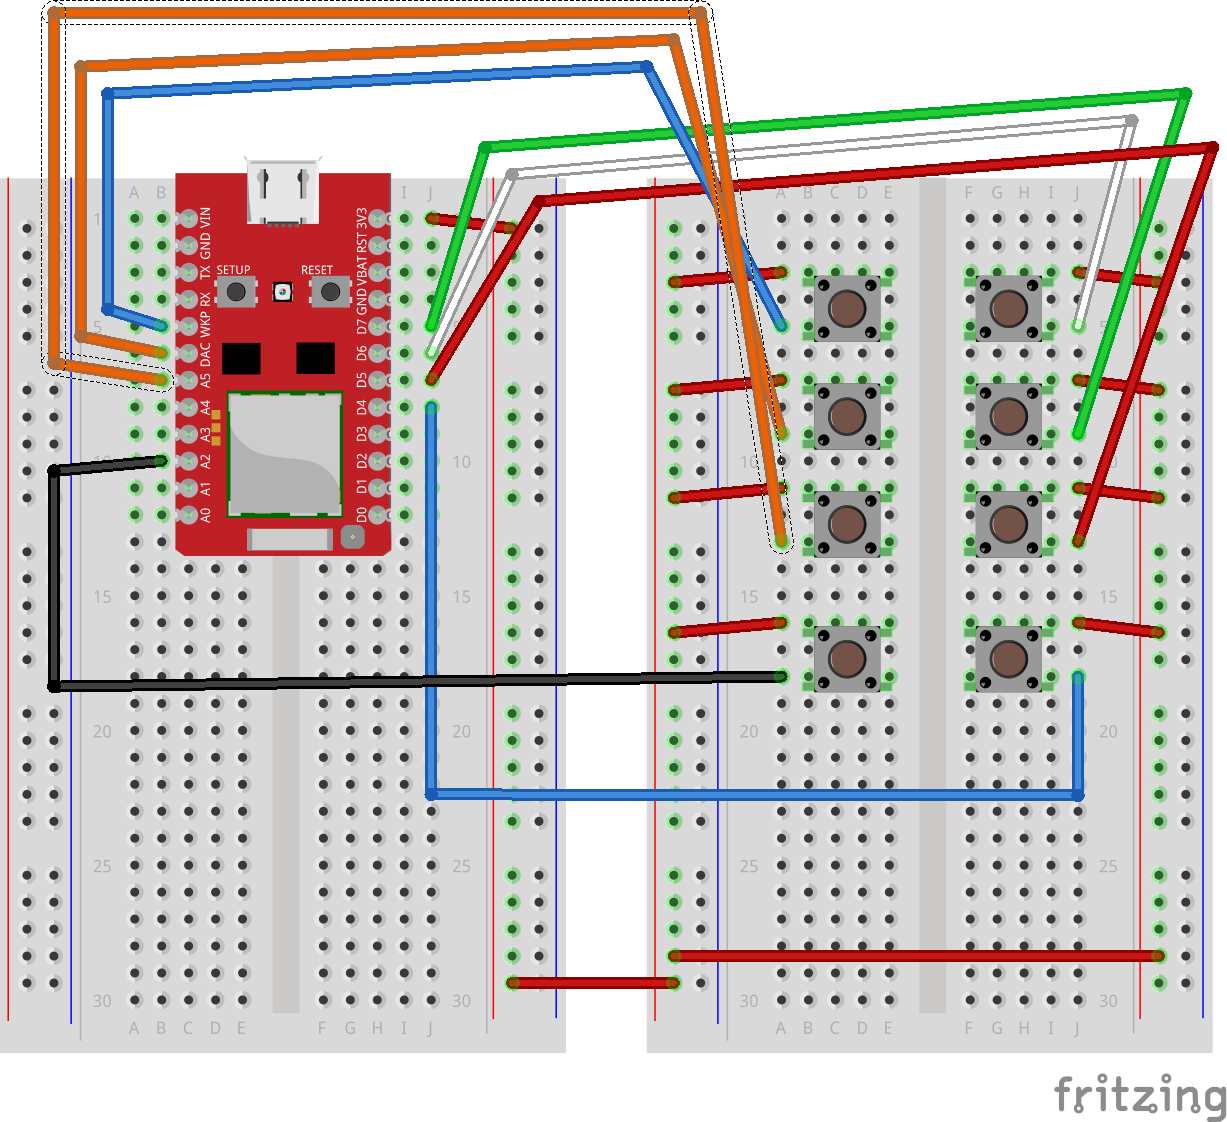 A B I J
A B C D E F G H I J
1
VIN 3V3
GND RST
TX VBAT
RX GND
SETUP RESET
5 WKP D7 5
5
DAC D6
A5 D5
A4 D4
A3 D3
10 A2 D2 10
10 10
A1 D1
A0 D0
15 15
15 15
20
20 20
25 25
25 25
30 30
30 30
A B C D E F G H I J
A B C D E F G H I J
fritzing